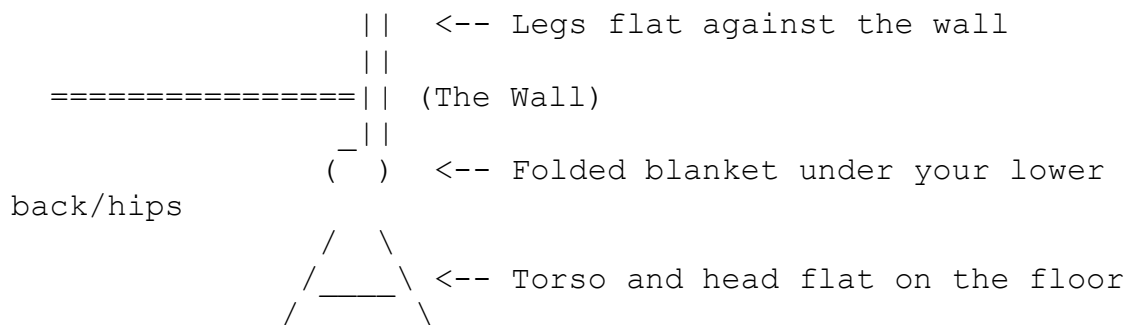 || <-- Legs flat against the wall
||
================|| (The Wall)
_||
( ) <-- Folded blanket under your lower
back/hips
/ \
/____\ <-- Torso and head flat on the floor
/ \